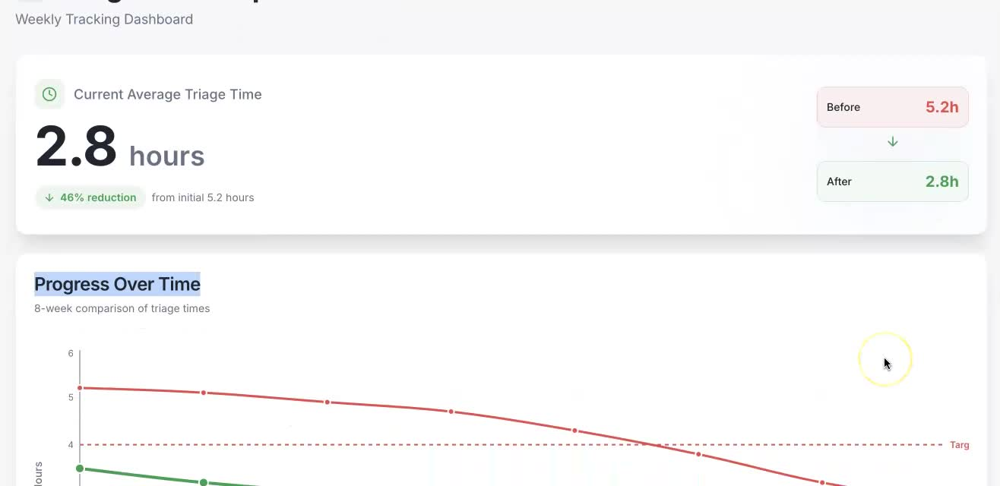 Weekly Tracking Dashboard
Current Average Triage Time
2.8 hours
46% reduction from initial 5.2 hours
Before 5.2h
After 2.8h
Progress Over Time
8-week comparison of triage times
6
5
4
Targ